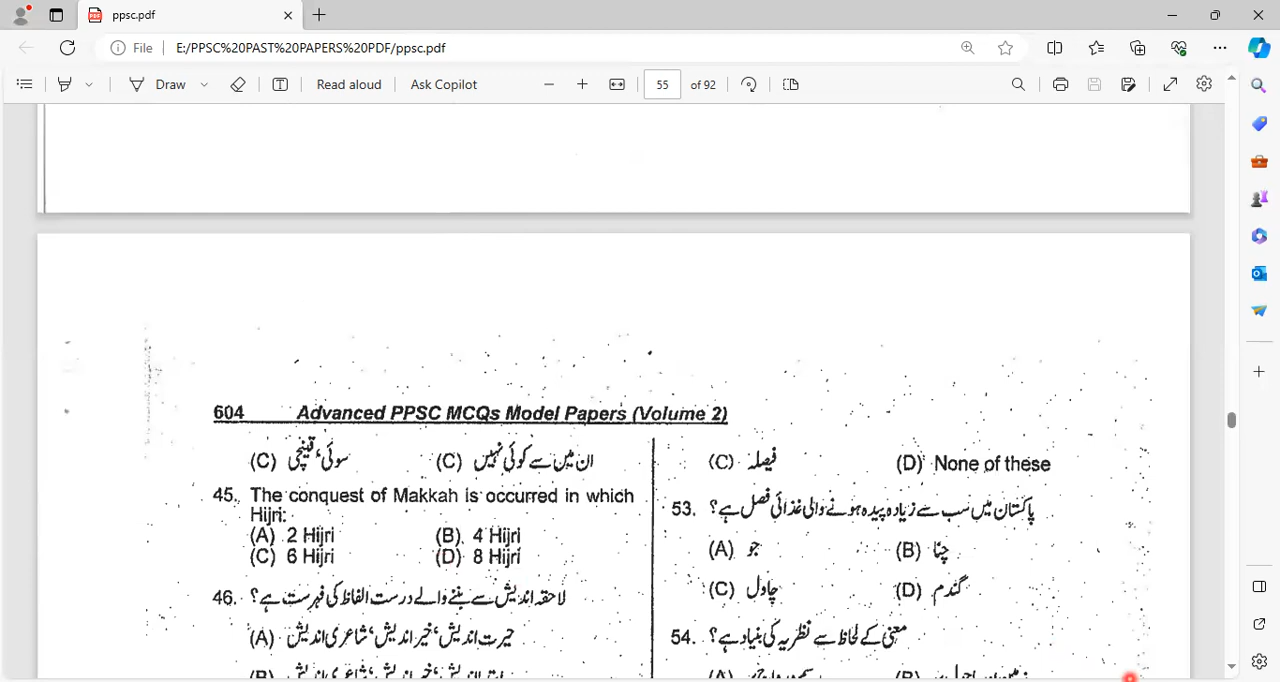 ppsc.pdf
File E:/PPSC%20PAST%20PAPERS%20PDF/ppsc.pdf
Draw Read aloud Ask Copilot 55 of 92
604 Advanced PPSC MCQs Model Papers (Volume 2)
(C) سوئی، قینچی (C) ان میں سے کوئی نہیں
45. The conquest of Makkah is occurred in which
Hijri:
(A) 2 Hijri (B) 4 Hijri
(C) 6 Hijri (D) 8 Hijri
46. لاحقہ اندیش سے بننے والے درست الفاظ کی فہرست ہے؟
(A) حیرت اندیش، خیر اندیش، شاعری اندیش
(B) خیر اندیش، شاعری اندیش
(C) فیصلہ (D) None of these
53. پاکستان میں سب سے زیادہ پیدہ ہونے والی غذائی فصل ہے؟
(A) جو (B) چنا
(C) چاول (D) گندم
54. معنی کے لحاظ سے نظریہ کی بنیاد ہے؟
(A) (B)